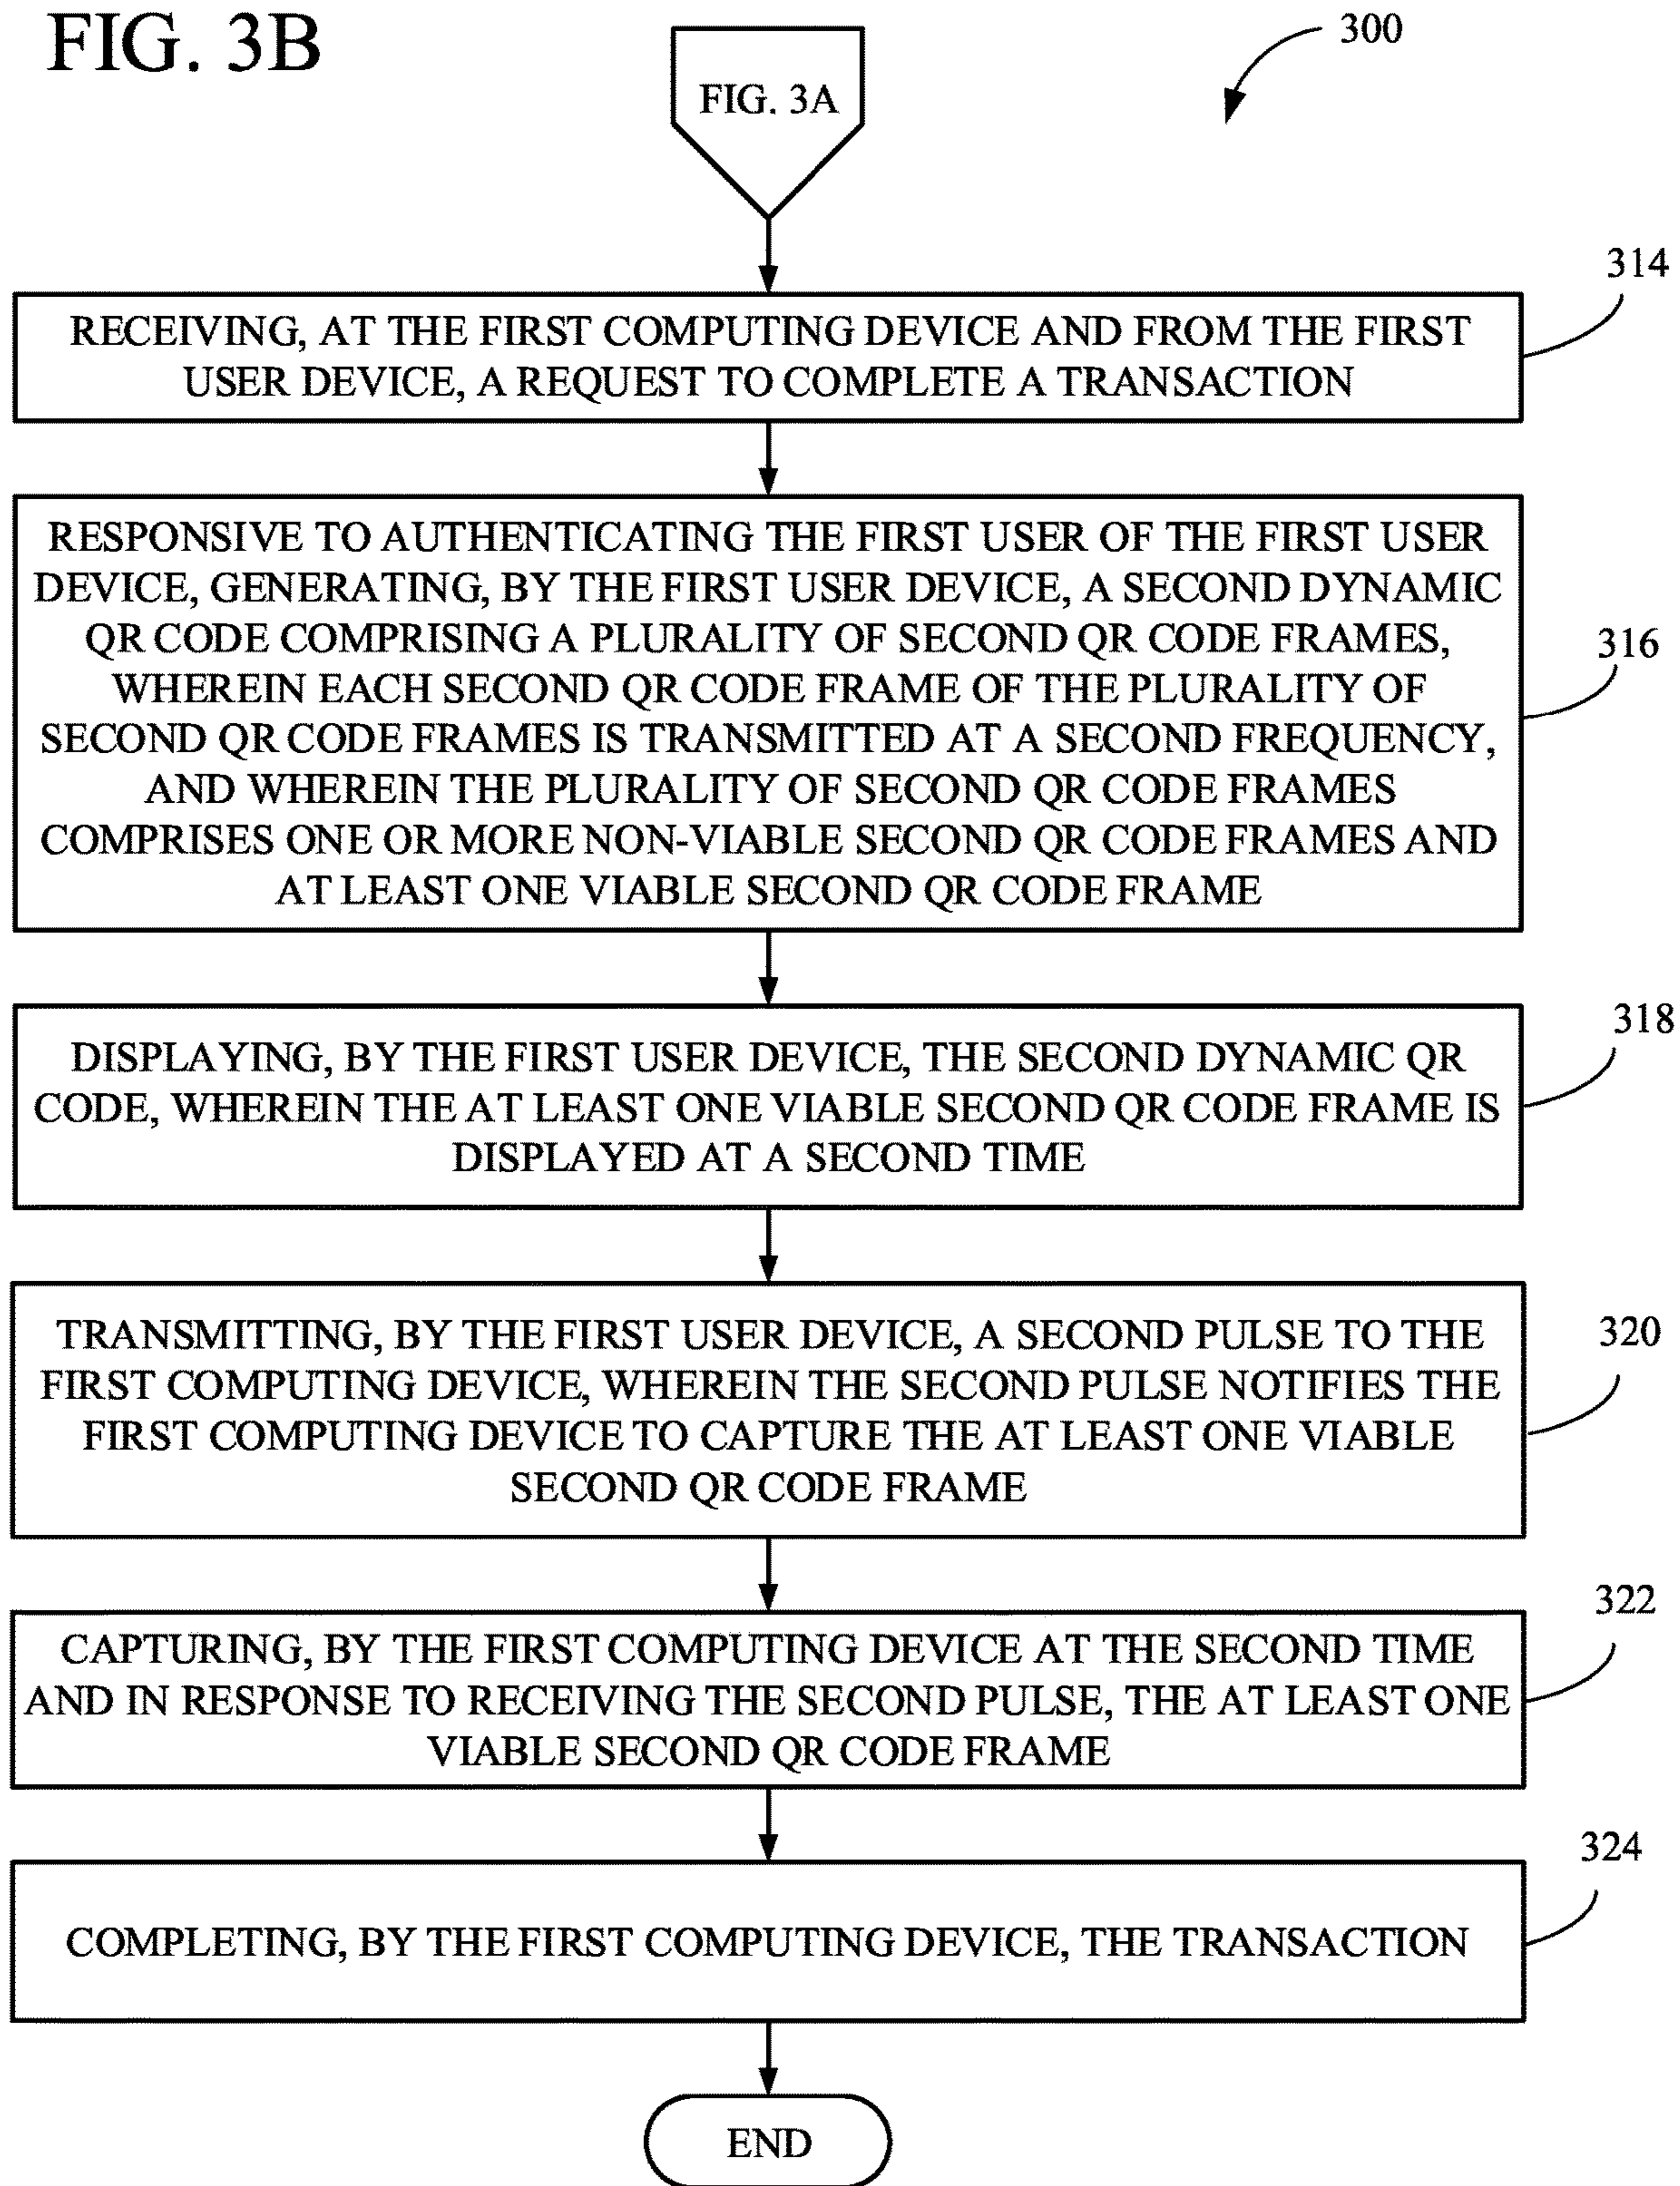 FIG. 3B
300
FIG. 3A
314
RECEIVING, AT THE FIRST COMPUTING DEVICE AND FROM THE FIRST
USER DEVICE, A REQUEST TO COMPLETE A TRANSACTION
RESPONSIVE TO AUTHENTICATING THE FIRST USER OF THE FIRST USER
DEVICE, GENERATING, BY THE FIRST USER DEVICE, A SECOND DYNAMIC
QR CODE COMPRISING A PLURALITY OF SECOND QR CODE FRAMES,
WHEREIN EACH SECOND QR CODE FRAME OF THE PLURALITY OF
SECOND QR CODE FRAMES IS TRANSMITTED AT A SECOND FREQUENCY,
AND WHEREIN THE PLURALITY OF SECOND QR CODE FRAMES
COMPRISES ONE OR MORE NON-VIABLE SECOND QR CODE FRAMES AND
AT LEAST ONE VIABLE SECOND QR CODE FRAME
316
DISPLAYING, BY THE FIRST USER DEVICE, THE SECOND DYNAMIC QR
CODE, WHEREIN THE AT LEAST ONE VIABLE SECOND QR CODE FRAME IS
DISPLAYED AT A SECOND TIME
318
TRANSMITTING, BY THE FIRST USER DEVICE, A SECOND PULSE TO THE
FIRST COMPUTING DEVICE, WHEREIN THE SECOND PULSE NOTIFIES THE
FIRST COMPUTING DEVICE TO CAPTURE THE AT LEAST ONE VIABLE
SECOND QR CODE FRAME
320
322
CAPTURING, BY THE FIRST COMPUTING DEVICE AT THE SECOND TIME
AND IN RESPONSE TO RECEIVING THE SECOND PULSE, THE AT LEAST ONE
VIABLE SECOND QR CODE FRAME
324
COMPLETING, BY THE FIRST COMPUTING DEVICE, THE TRANSACTION
END